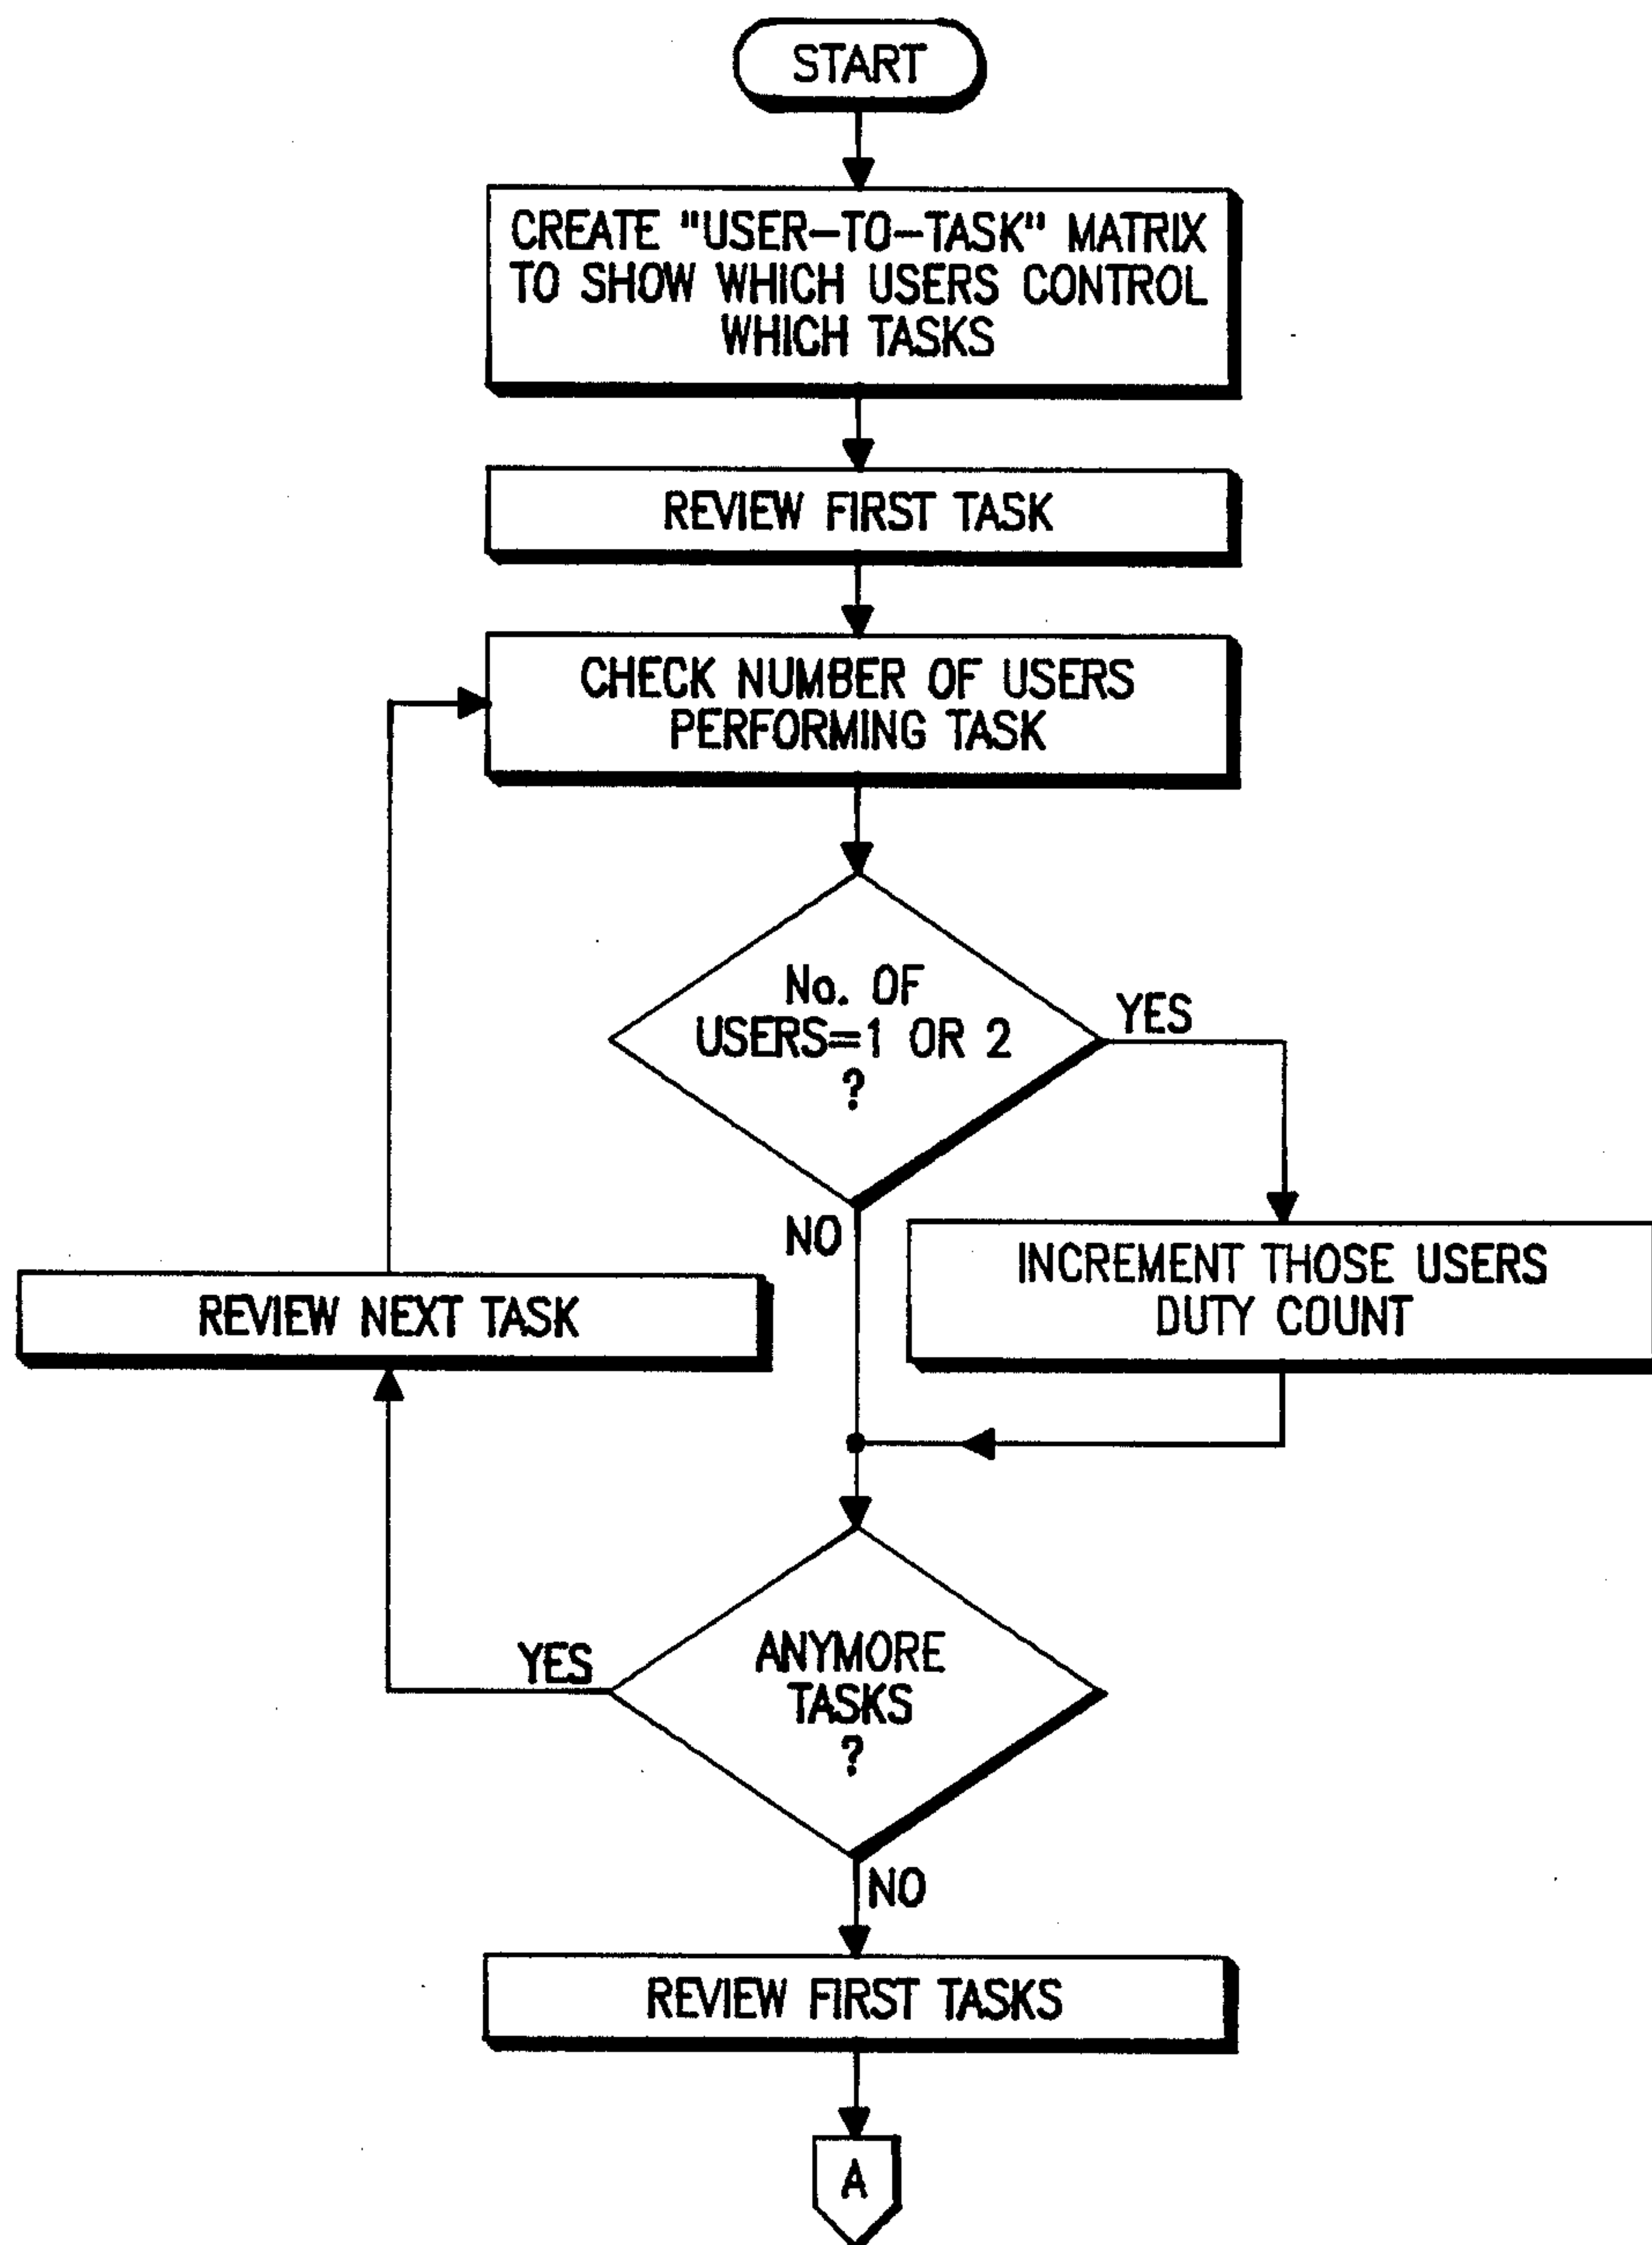 START
CREATE "USER-TO-TASK" MATRIX
TO SHOW WHICH USERS CONTROL
WHICH TASKS
REVIEW FIRST TASK
CHECK NUMBER OF USERS
PERFORMING TASK
No. OF
USERS=1 OR 2
?
YES
NO
INCREMENT THOSE USERS
DUTY COUNT
REVIEW NEXT TASK
ANYMORE
TASKS
?
YES
NO
REVIEW FIRST TASKS
A